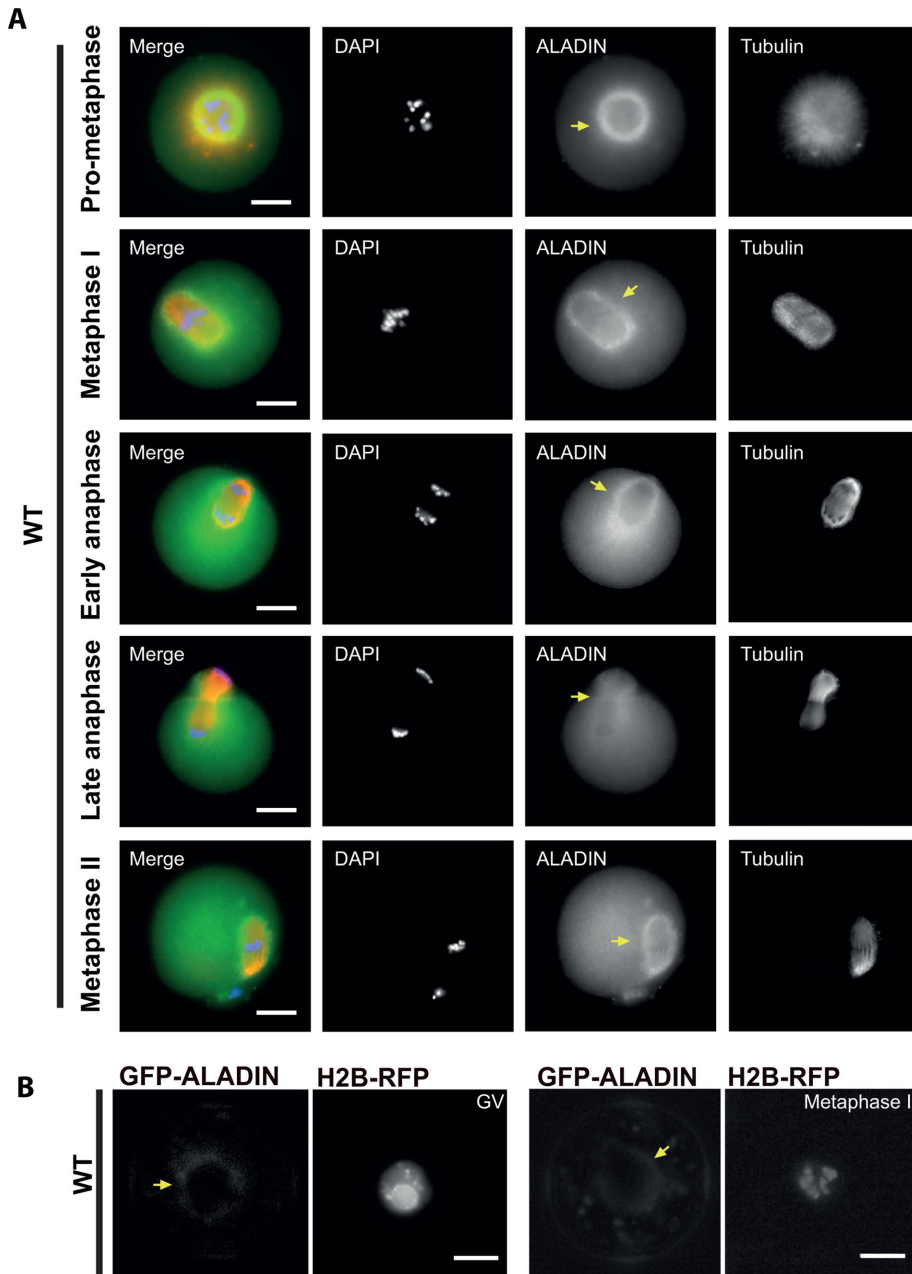 A
WT
Pro-metaphase
Merge
DAPI
ALADIN
Tubulin
Metaphase I
Merge
DAPI
ALADIN
Tubulin
Early anaphase
Merge
DAPI
ALADIN
Tubulin
Late anaphase
Merge
DAPI
ALADIN
Tubulin
Metaphase II
Merge
DAPI
ALADIN
Tubulin
B
WT
GFP-ALADIN
H2B-RFP
GV
GFP-ALADIN
H2B-RFP
Metaphase I